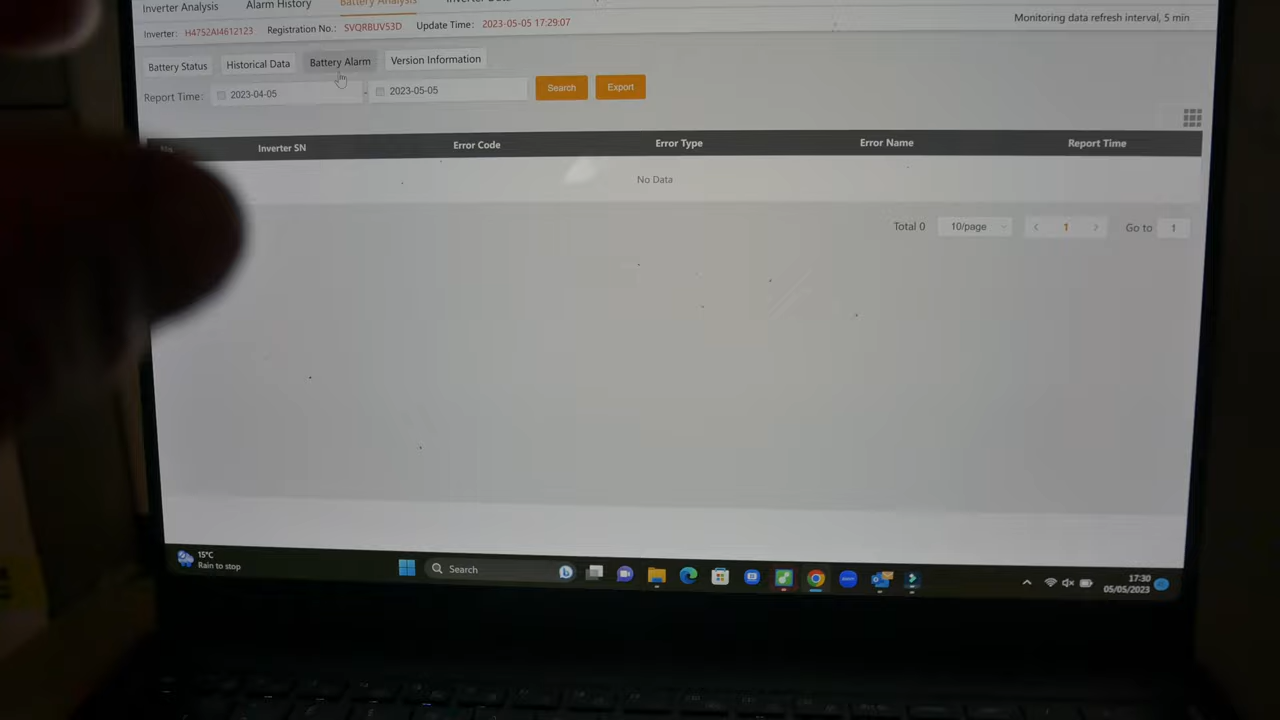 Inverter Analysis Alarm History Battery Analysis
Inverter: H4752AI4612123 Registration No.: SVQRBUV53D Update Time: 2023-05-05 17:29:07 Monitoring data refresh interval, 5 min
Battery Status Historical Data Battery Alarm Version Information
Report Time: 2023-04-05 - 2023-05-05 Search Export
No. Inverter SN Error Code Error Type Error Name Report Time
No Data
Total 0 10/page < 1 > Go to 1
15°C
Rain to stop
Search
17:30
05/05/2023